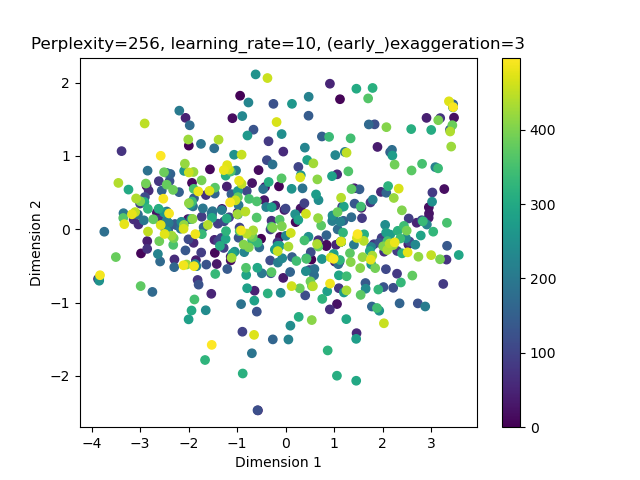 Perplexity=256, learning_rate=10, (early_)exaggeration=3
2
1
0
−1
−2
Dimension 2
−4 −3 −2 −1 0 1 2 3
Dimension 1
400
300
200
100
0